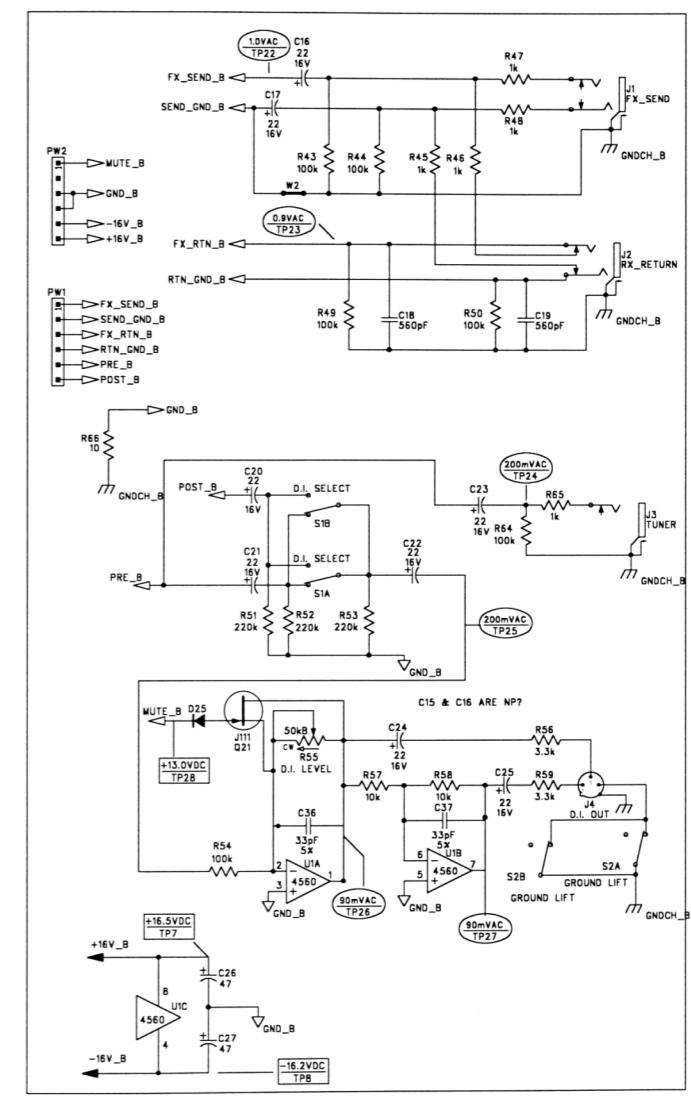 1.0VAC
TP22
C16
22
16V
FX_SEND_B
R47
1k
J1
FX_SEND
SEND_GND_B
C17
22
16V
R48
1k
GNDCH_B
R43
100k
R44
100k
R45
1k
R46
1k
W2
PW2
1
MUTE_B
GND_B
-16V_B
+16V_B
0.9VAC
TP23
FX_RTN_B
RTN_GND_B
J2
RX_RETURN
GNDCH_B
R49
100k
C18
560pF
R50
100k
C19
560pF
PW1
1
FX_SEND_B
SEND_GND_B
FX_RTN_B
RTN_GND_B
PRE_B
POST_B
GND_B
R66
10
GNDCH_B
POST_B
C20
22
16V
D.I. SELECT
S1B
200mVAC
TP24
C23
22
16V
R65
1k
R64
100k
J3
TUNER
GNDCH_B
PRE_B
C21
22
16V
D.I. SELECT
S1A
C22
22
16V
R51
220k
R52
220k
R53
220k
GND_B
200mVAC
TP25
MUTE_B
D25
J111
Q21
+13.0VDC
TP28
50kB
CW
R55
D.I. LEVEL
C15 & C16 ARE NP?
C24
22
16V
R56
3.3k
R57
10k
R58
10k
C25
22
16V
R59
3.3k
J4
D.I. OUT
C36
33pF
5%
C37
33pF
5%
R54
100k
2
3
U1A
4560
1
GND_B
90mVAC
TP26
6
5
U1B
4560
7
GND_B
90mVAC
TP27
S2B
GROUND LIFT
S2A
GROUND LIFT
GNDCH_B
+16.5VDC
TP7
+16V_B
C26
47
8
U1C
4560
4
GND_B
C27
47
-16V_B
-16.2VDC
TP8